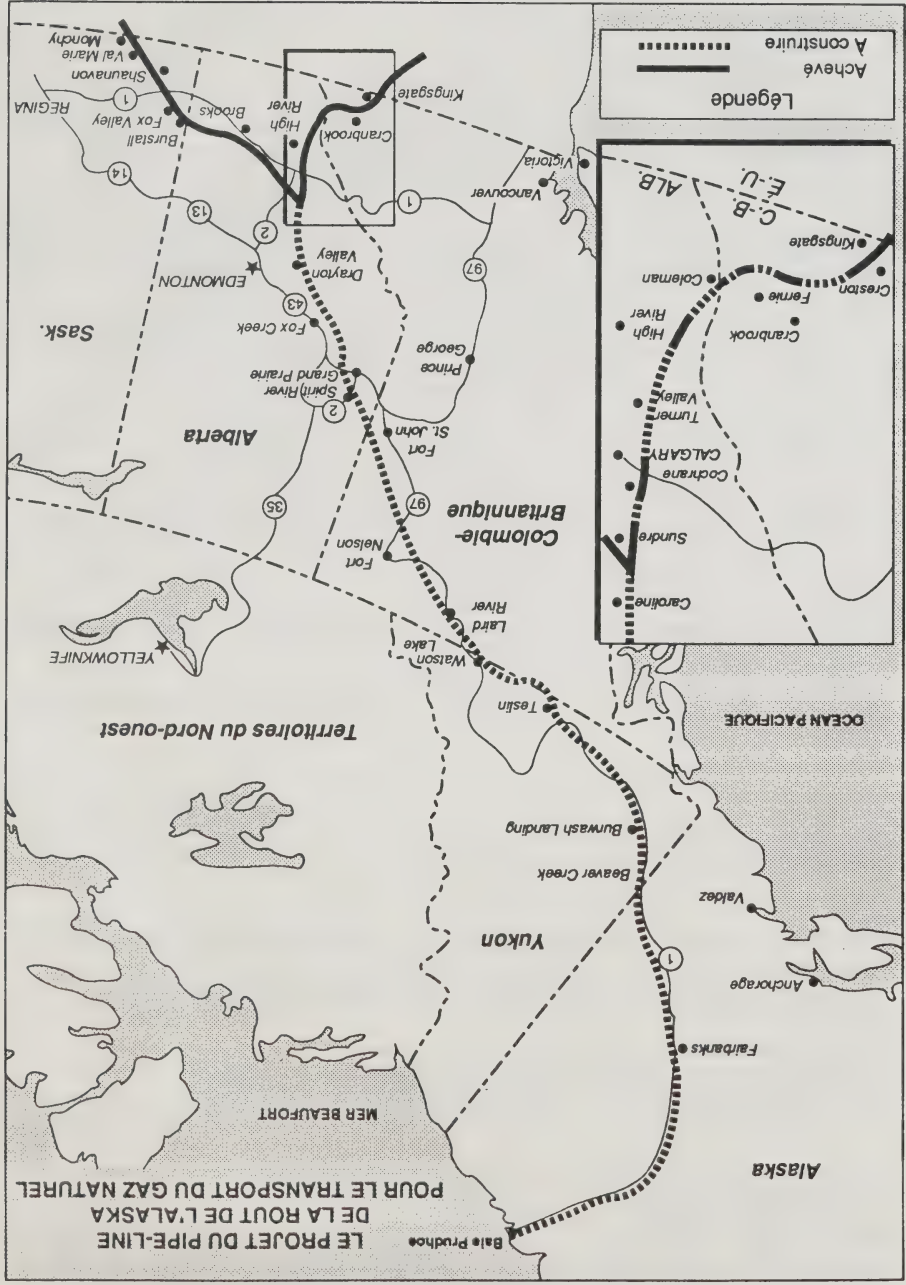 LE PROJET DU PIPE-LINE
DE LA ROUT DE L'ALASKA
POUR LE TRANSPORT DU GAZ NATUREL
Baie Prudhoe
Alaska
MER BEAUFORT
Fairbanks
1
Anchorage
Valdez
Yukon
Beaver Creek
Burwash Landing
Territoires du Nord-ouest
OCEAN PACIFIQUE
Teslin
Watson
Lake
YELLOWKNIFE
Laird
River
Fort
Nelson
35
Colombie-
Britannique
97
Fort
St. John
Alberta
2
Spirit River
Grand Prairie
Prince
George
Fox Creek
Sask.
43
EDMONTON
97
Drayton
Valley
2
13
14
1
Vancouver
Victoria
High
River
Cranbrook
Kingsgate
Brooks
Burstall
Fox Valley
1
REGINA
Shaunavon
Val Marie
Monchy
Caroline
Sundre
Cochrane
CALGARY
Turner
Valley
High
River
Cranbrook
Fernie
Coleman
Creston
Kingsgate
C.-B.
ALB.
É.-U.
Légende
Achevé
À construire